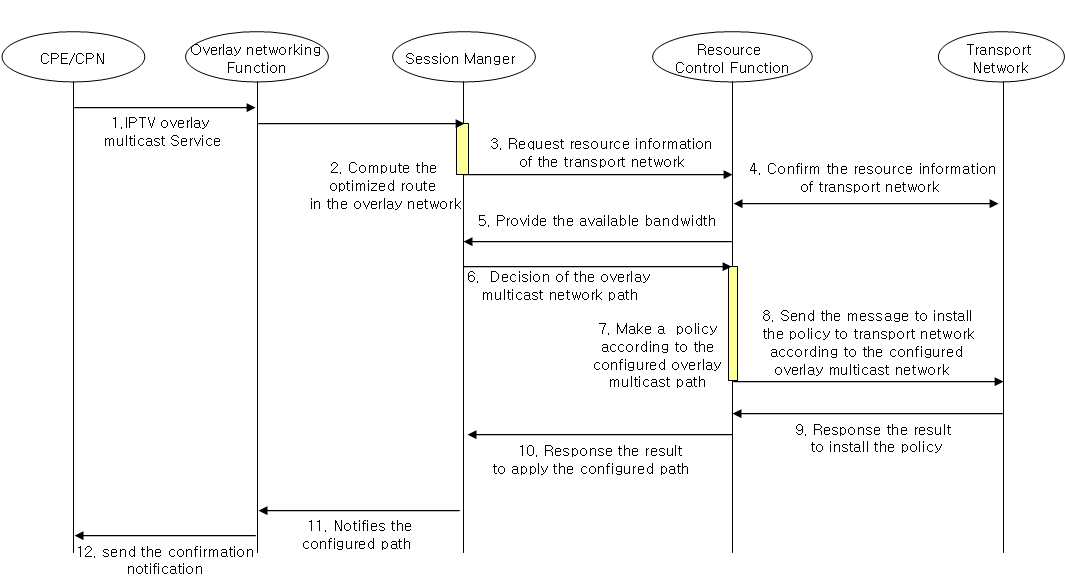 CPE/CPN
Overlay networking
Function
Session Manger
Resource
Control Function
Transport
Network
1.IPTV overlay
multicast Service
2. Compute the
optimized route
in the overlay network
3. Request resource information
of the transport network
4. Confirm the resource information
of transport network
5. Provide the available bandwidth
6. Decision of the overlay
multicast network path
7. Make a policy
according to the
configured overlay
multicast path
8. Send the message to install
the policy to transport network
according to the configured
overlay multicast network
9. Response the result
to install the policy
10. Response the result
to apply the configured path
11. Notifies the
configured path
12. send the confirmation
notification